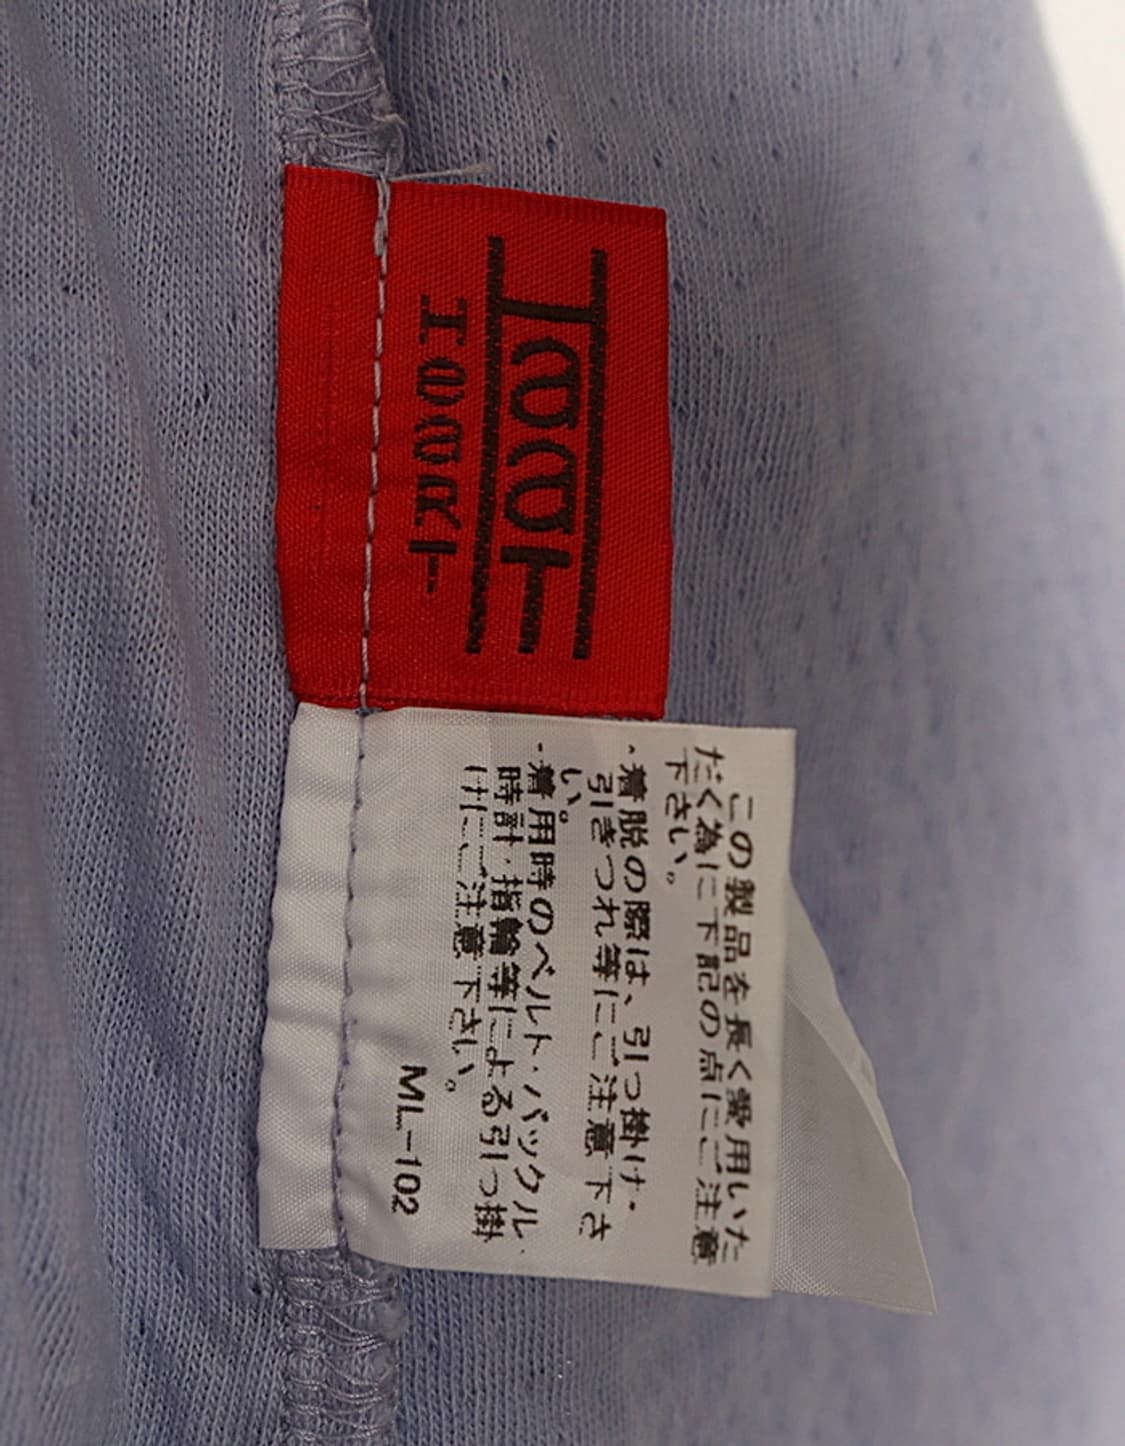 この製品を長く愛用いた
だく為に下記の点にご注意
下さい。
・着脱の際は、引っ掛け・
引きつれ等にご注意下さ
い。
・着用時のベルト・バックル・
時計・指輪等による引っ掛
けにご注意下さい。
ML-102